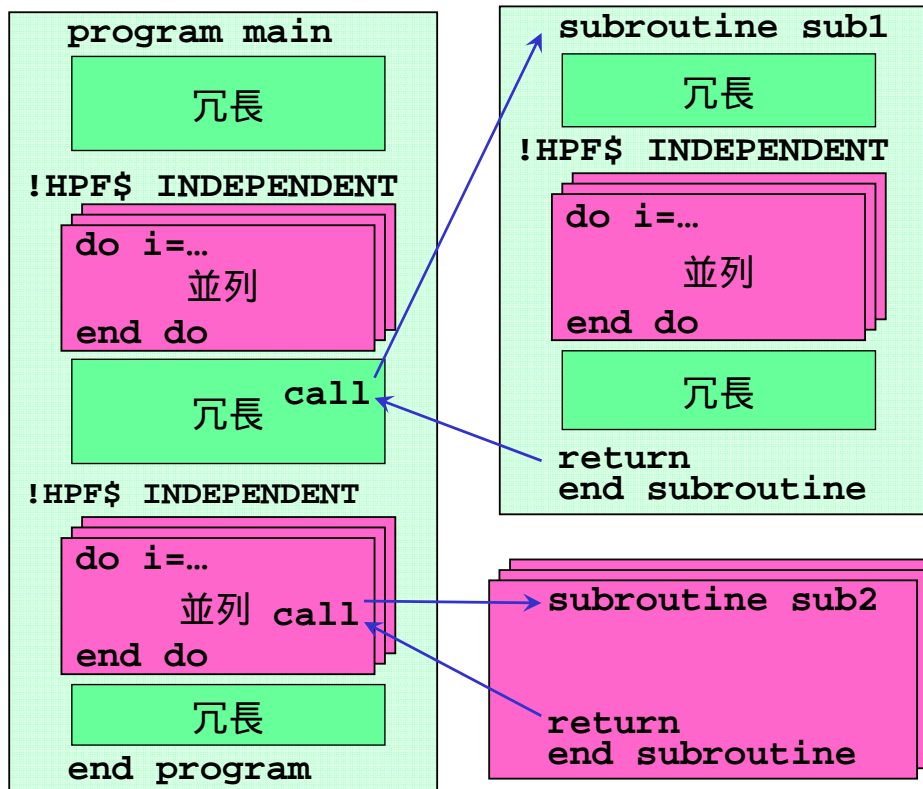 program main
冗長
!HPF$ INDEPENDENT
do i=…
並列
end do
冗長
call
!HPF$ INDEPENDENT
do i=…
並列
call
end do
冗長
end program
subroutine sub1
冗長
!HPF$ INDEPENDENT
do i=…
並列
end do
冗長
return
end subroutine
subroutine sub2
return
end subroutine